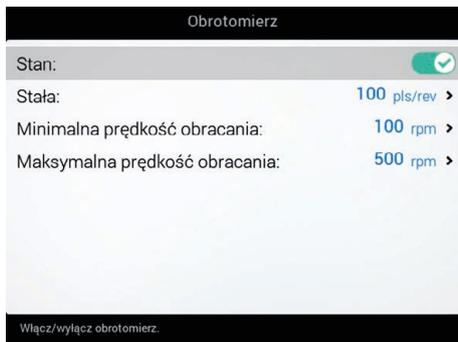 Obrotomierz
Stan:
Stała: 100 pls/rev >
Minimalna prędkość obracania: 100 rpm >
Maksymalna prędkość obracania: 500 rpm >
Włącz/wyłącz obrotomierz.